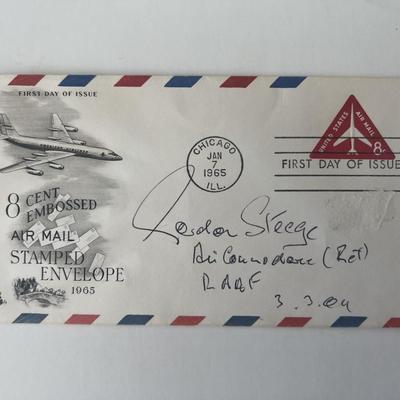 FIRST DAY OF ISSUE
8 CENT
EMBOSSED
AIR MAIL
STAMPED
ENVELOPE
1965
CHICAGO
JAN
7
1965
ILL.
UNITED STATES
AIR MAIL
8¢
FIRST DAY OF ISSUE
Gordon Steege
Air Commodore (Ret)
RAAF
3.3.04